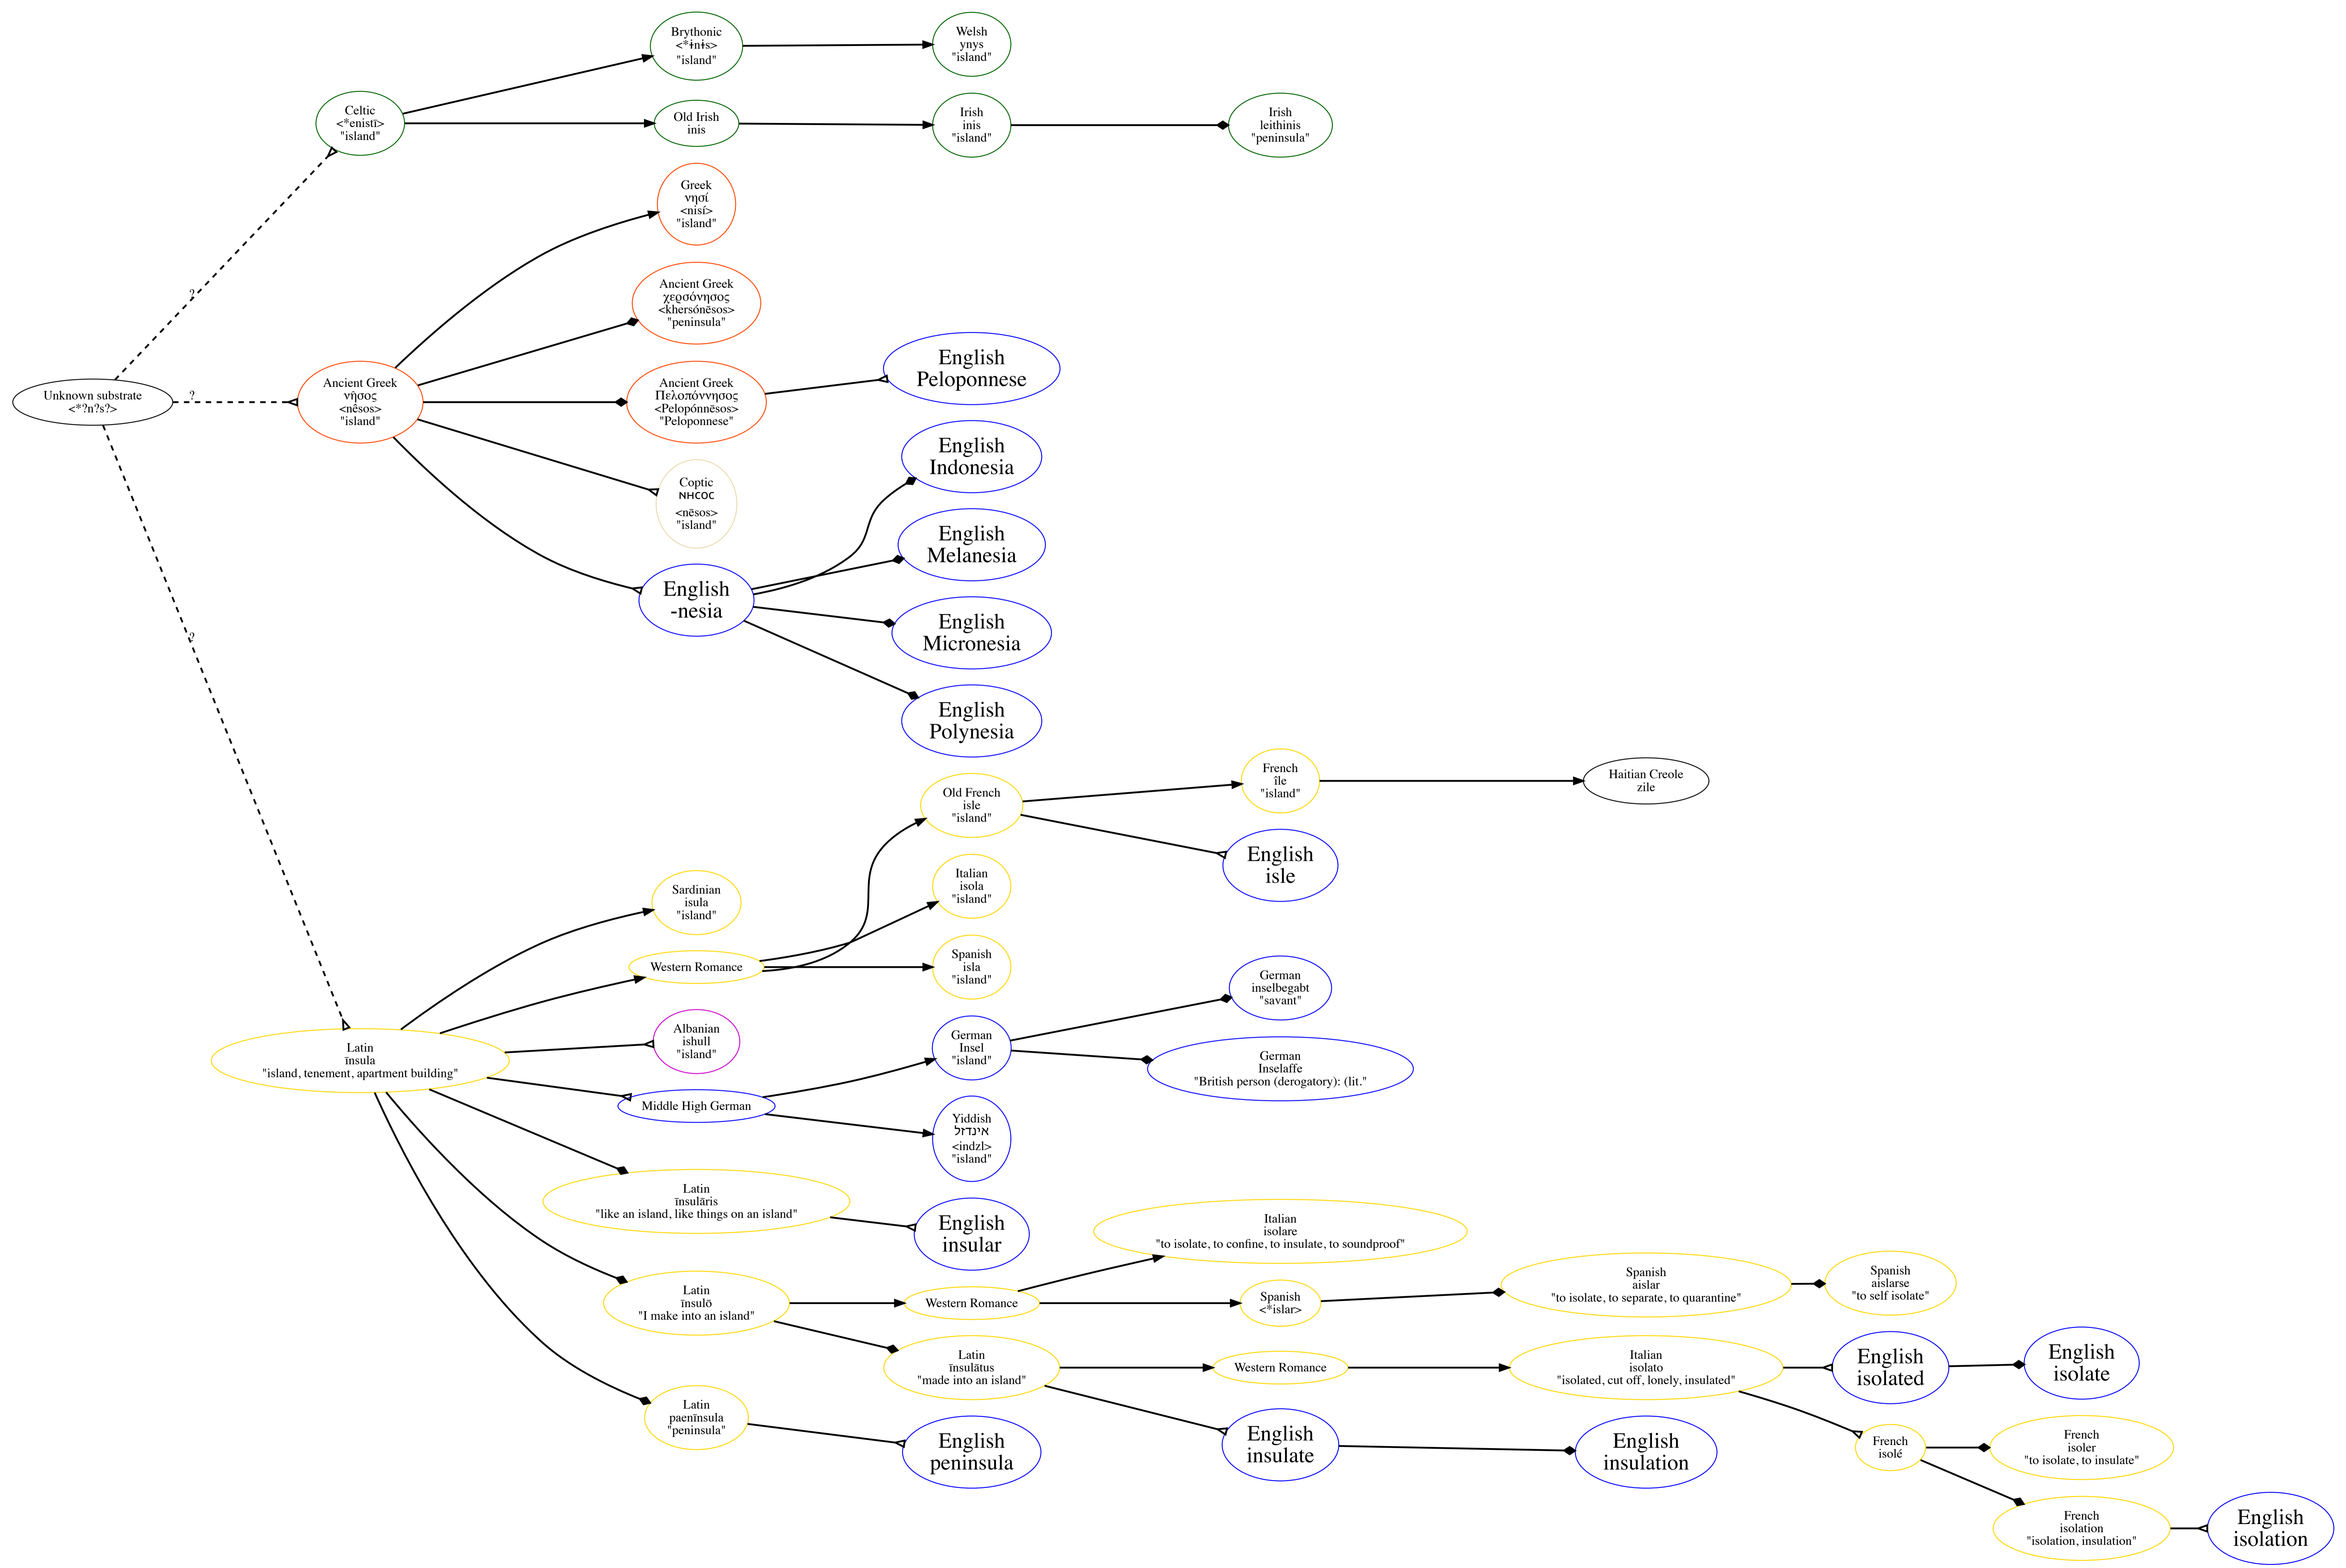 Brythonic
<*ɨnɨs>
"island"
Welsh
ynys
"island"
Celtic
<*enistī>
"island"
Old Irish
inis
Irish
inis
"island"
Irish
leithinis
"peninsula"
Greek
νησί
<nisí>
"island"
?
Ancient Greek
χερσόνησος
<khersónēsos>
"peninsula"
Unknown substrate
<*?n?s?>
?
Ancient Greek
νῆσος
<nêsos>
"island"
Ancient Greek
Πελοπόννησος
<Pelopónnēsos>
"Peloponnese"
English
Peloponnese
English
Indonesia
Coptic
ⲛⲏⲥⲟⲥ
<nēsos>
"island"
English
Melanesia
English
-nesia
English
Micronesia
?
English
Polynesia
Old French
isle
"island"
French
île
"island"
Haitian Creole
zile
English
isle
Sardinian
isula
"island"
Italian
isola
"island"
Western Romance
Spanish
isla
"island"
German
inselbegabt
"savant"
Latin
īnsula
"island, tenement, apartment building"
Albanian
ishull
"island"
German
Insel
"island"
German
Inselaffe
"British person (derogatory): (lit."
Middle High German
Yiddish
אינדזל
<indzl>
"island"
Latin
īnsulāris
"like an island, like things on an island"
English
insular
Italian
isolare
"to isolate, to confine, to insulate, to soundproof"
Latin
īnsulō
"I make into an island"
Western Romance
Spanish
<*islar>
Spanish
aislar
"to isolate, to separate, to quarantine"
Spanish
aislarse
"to self isolate"
Latin
īnsulātus
"made into an island"
Western Romance
Italian
isolato
"isolated, cut off, lonely, insulated"
English
isolated
English
isolate
Latin
paenīnsula
"peninsula"
English
peninsula
English
insulate
English
insulation
French
isolé
French
isoler
"to isolate, to insulate"
French
isolation
"isolation, insulation"
English
isolation